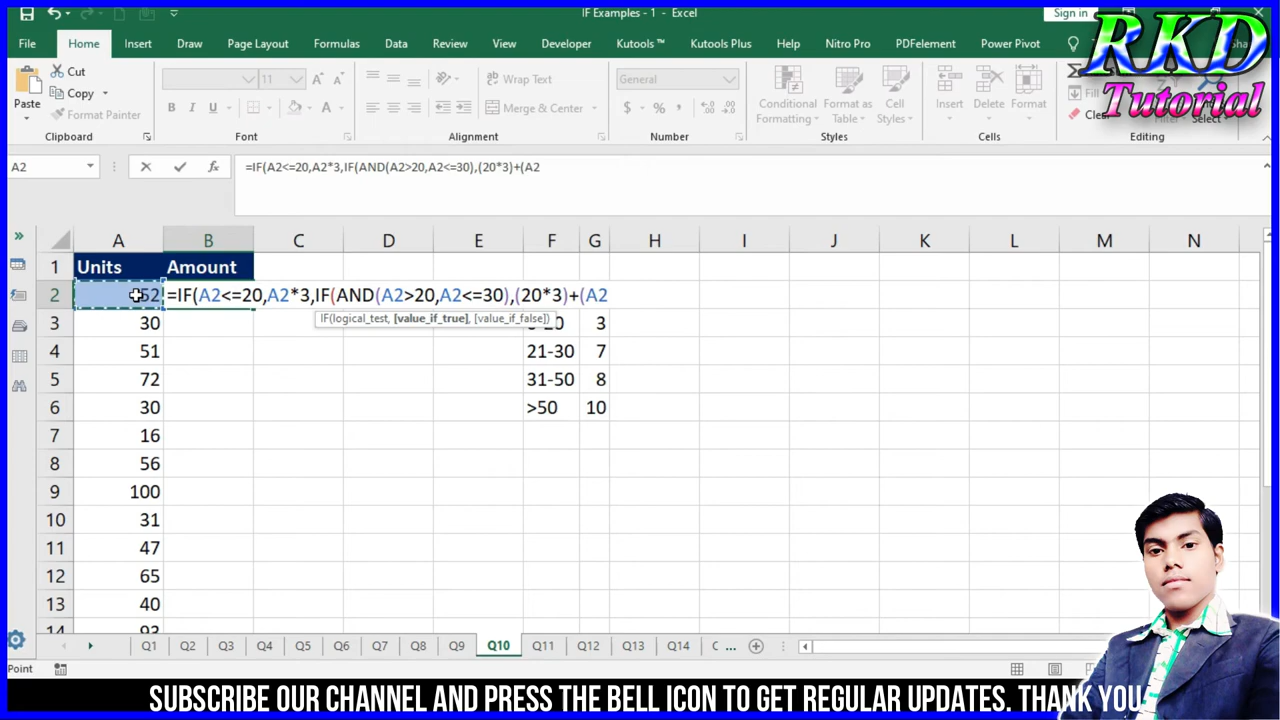 IF Examples - 1 - Excel
Sign in
RKD
Tutorial
File Home Insert Draw Page Layout Formulas Data Review View Developer Kutools ™ Kutools Plus Help Nitro Pro PDFelement Power Pivot
Paste
Cut
Copy
Format Painter
11
Wrap Text
Merge & Center
General
Conditional Formatting
Format as Table
Cell Styles
Insert Delete Format
Clear
Select
Clipboard Font Alignment Number Styles Cells Editing
A2 =IF(A2<=20,A2*3,IF(AND(A2>20,A2<=30),(20*3)+(A2
A B C D E F G H I J K L M N
1 Units Amount
2 52 =IF(A2<=20,A2*3,IF(AND(A2>20,A2<=30),(20*3)+(A2
IF(logical_test, [value_if_true], [value_if_false])
3 30 3
4 51 21-30 7
5 72 31-50 8
6 30 >50 10
7 16
8 56
9 100
10 31
11 47
12 65
13 40
14
Q1 Q2 Q3 Q4 Q5 Q6 Q7 Q8 Q9 Q10 Q11 Q12 Q13 Q14 ...
Point
SUBSCRIBE OUR CHANNEL AND PRESS THE BELL ICON TO GET REGULAR UPDATES. THANK YOU